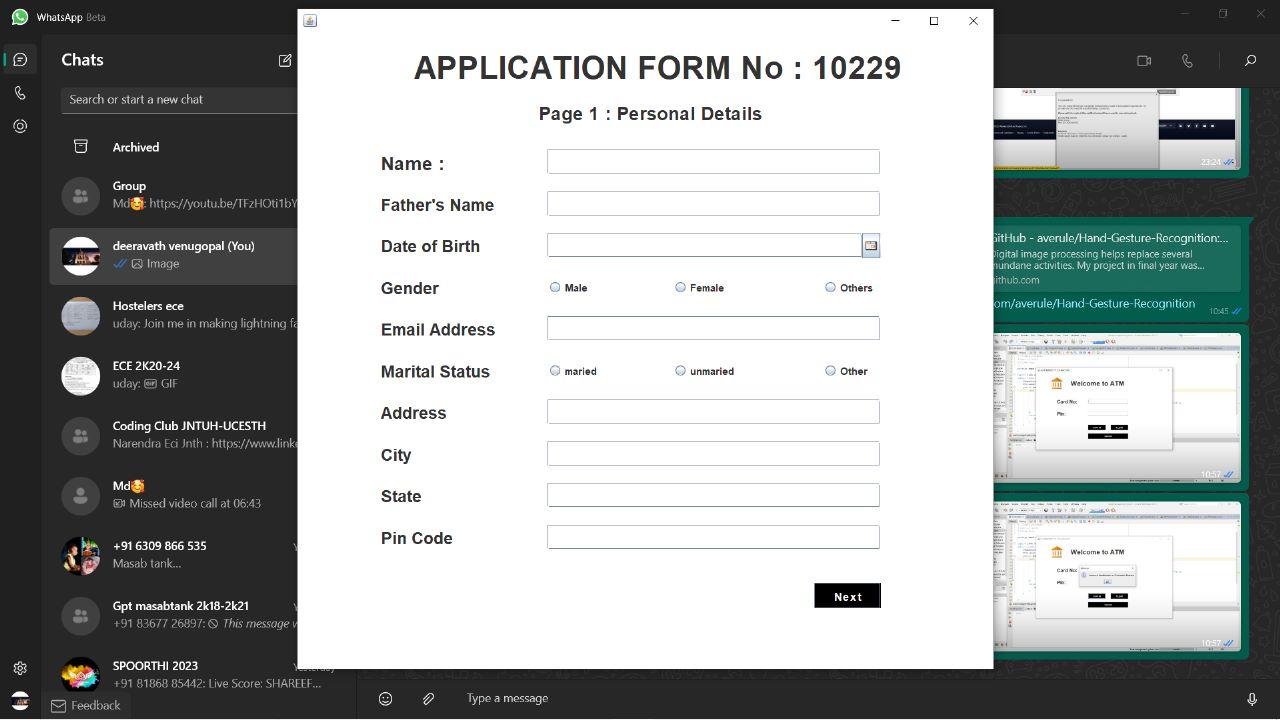 WhatsApp Beta
Chats
Search or start a new chat
Archived
Group
Md🥰: https://youtu.be/TFzHOti1bY
deeravath venugopal (You)
Image
Hostelers ece
uday: Join me in making lightning fa
ECE 2K20-24
uday: GIF GIF
Coding Club JNTUH-UCESTH
Narendra Eci Jnth : https://www.linke
Md🥰
Missed video call at 06:43
+91 6309 866 335
Jaldi sb tank...
Gpt masabtank 2k18-2k21
+91 83677 26897: This message w
SPOORTHI 2023
Yesterday
+91 81868 85442: Live Score: SHAREEF...
Feedback
APPLICATION FORM No : 10229
Page 1 : Personal Details
Name :
Father's Name
Date of Birth
Gender
Male Female Others
Email Address
Marital Status
maried unmaried Other
Address
City
State
Pin Code
Next
23:24
GitHub - averule/Hand-Gesture-Recognition:...
Digital image processing helps replace several
mundane activities. My project in final year was...
github.com
com/averule/Hand-Gesture-Recognition
10:45
Welcome to ATM
Card No:
Pin:
10:57
Welcome to ATM
Card No:
Pin:
10:57
Type a message